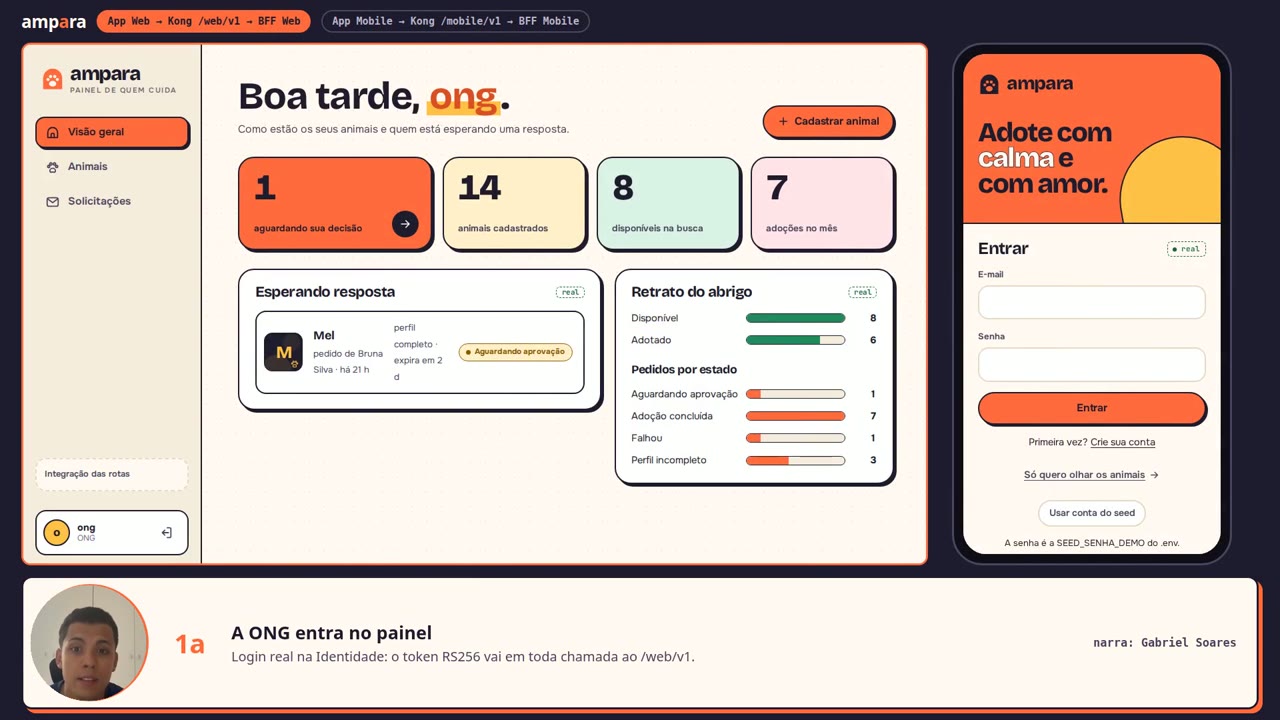 ampara
App Web → Kong /web/v1 → BFF Web
App Mobile → Kong /mobile/v1 → BFF Mobile
ampara
PAINEL DE QUEM CUIDA
Visão geral
Animais
Solicitações
Integração das rotas
o
ong
ONG
Boa tarde, ong.
Como estão os seus animais e quem está esperando uma resposta.
+ Cadastrar animal
1
aguardando sua decisão
→
14
animais cadastrados
8
disponíveis na busca
7
adoções no mês
Esperando resposta
real
M
Mel
pedido de Bruna
Silva · há 21 h
perfil
completo ·
expira em 2
d
Aguardando aprovação
Retrato do abrigo
real
Disponível 8
Adotado 6
Pedidos por estado
Aguardando aprovação 1
Adoção concluída 7
Falhou 1
Perfil incompleto 3
ampara
Adote com
calma e
com amor.
Entrar
real
E-mail
Senha
Entrar
Primeira vez? Crie sua conta
Só quero olhar os animais →
Usar conta do seed
A senha é a SEED_SENHA_DEMO do .env.
1a
A ONG entra no painel
Login real na Identidade: o token RS256 vai em toda chamada ao /web/v1.
narra: Gabriel Soares